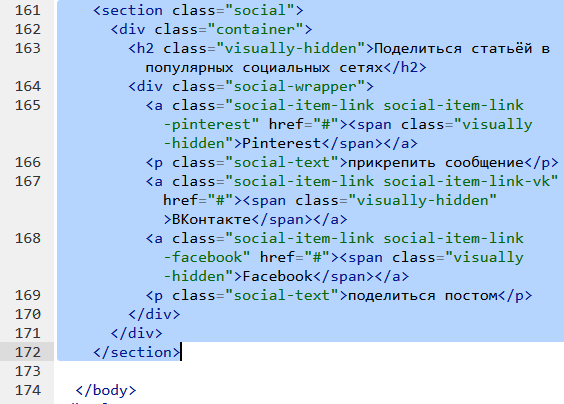 161 <section class="social">
162 <div class="container">
163 <h2 class="visually-hidden">Поделиться статьёй в
популярных социальных сетях</h2>
164 <div class="social-wrapper">
165 <a class="social-item-link social-item-link
-pinterest" href="#"><span class="visually
-hidden">Pinterest</span></a>
166 <p class="social-text">прикрепить сообщение</p>
167 <a class="social-item-link social-item-link-vk"
href="#"><span class="visually-hidden"
>ВКонтакте</span></a>
168 <a class="social-item-link social-item-link
-facebook" href="#"><span class="visually
-hidden">Facebook</span></a>
169 <p class="social-text">поделиться постом</p>
170 </div>
171 </div>
172 </section>
173
174 </body>